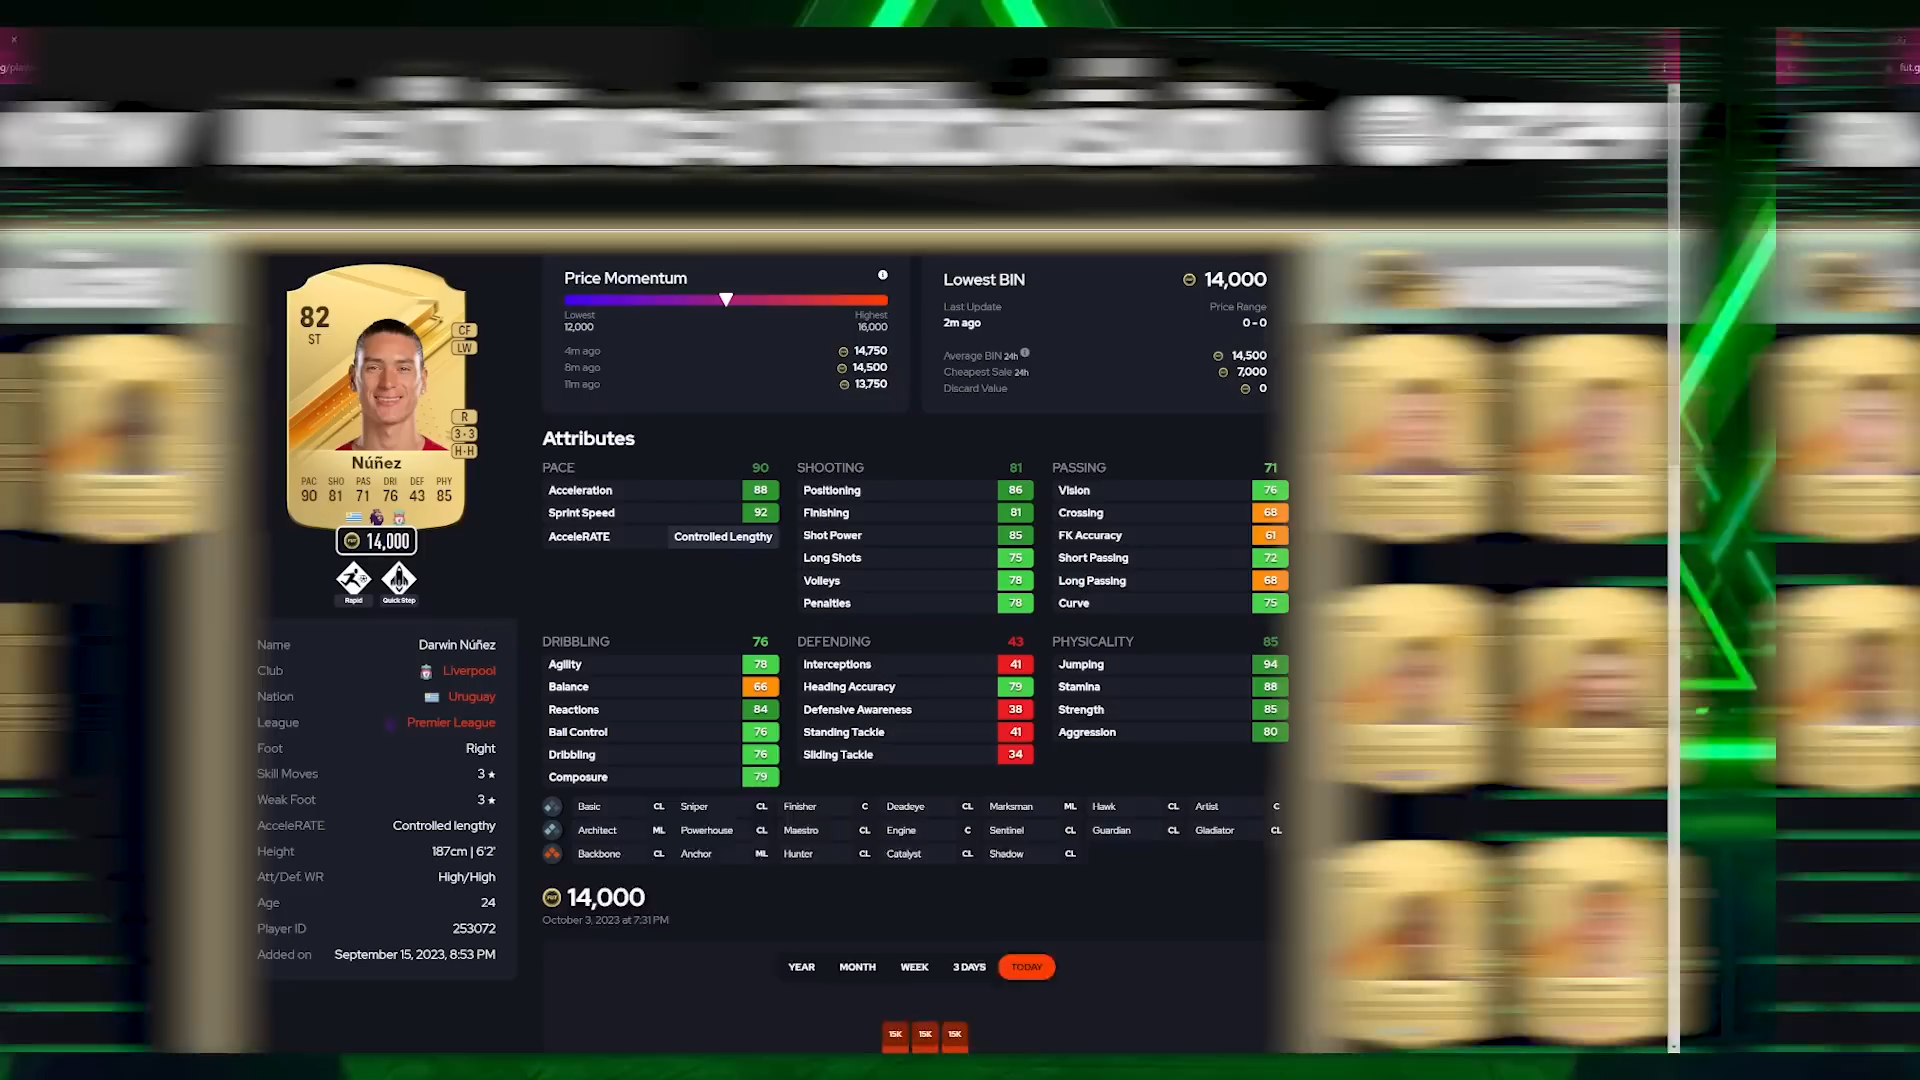 82
ST
CF
LW
R
3·3
H·H
Núñez
PAC SHO PAS DRI DEF PHY
90 81 71 76 43 85
14,000
Rapid Quick Step
Name Darwin Núñez
Club Liverpool
Nation Uruguay
League Premier League
Foot Right
Skill Moves 3 ★
Weak Foot 3 ★
AcceleRATE Controlled lengthy
Height 187cm | 6'2'
Att/Def. WR High/High
Age 24
Player ID 253072
Added on September 15, 2023, 8:53 PM
Price Momentum
Lowest Highest
12,000 16,000
4m ago 14,750
8m ago 14,500
11m ago 13,750
Lowest BIN 14,000
Last Update Price Range
2m ago 0 - 0
Average BIN 24h 14,500
Cheapest Sale 24h 7,000
Discard Value 0
Attributes
PACE 90
Acceleration 88
Sprint Speed 92
AcceleRATE Controlled Lengthy
SHOOTING 81
Positioning 86
Finishing 81
Shot Power 85
Long Shots 75
Volleys 78
Penalties 78
PASSING 71
Vision 76
Crossing 68
FK Accuracy 61
Short Passing 72
Long Passing 68
Curve 75
DRIBBLING 76
Agility 78
Balance 66
Reactions 84
Ball Control 76
Dribbling 76
Composure 79
DEFENDING 43
Interceptions 41
Heading Accuracy 79
Defensive Awareness 38
Standing Tackle 41
Sliding Tackle 34
PHYSICALITY 85
Jumping 94
Stamina 88
Strength 85
Aggression 80
Basic CL Sniper CL Finisher C Deadeye CL Marksman ML Hawk CL Artist C
Architect ML Powerhouse CL Maestro CL Engine C Sentinel CL Guardian CL Gladiator CL
Backbone CL Anchor ML Hunter CL Catalyst CL Shadow CL
14,000
October 3, 2023 at 7:31 PM
YEAR MONTH WEEK 3 DAYS TODAY
15K 15K 15K